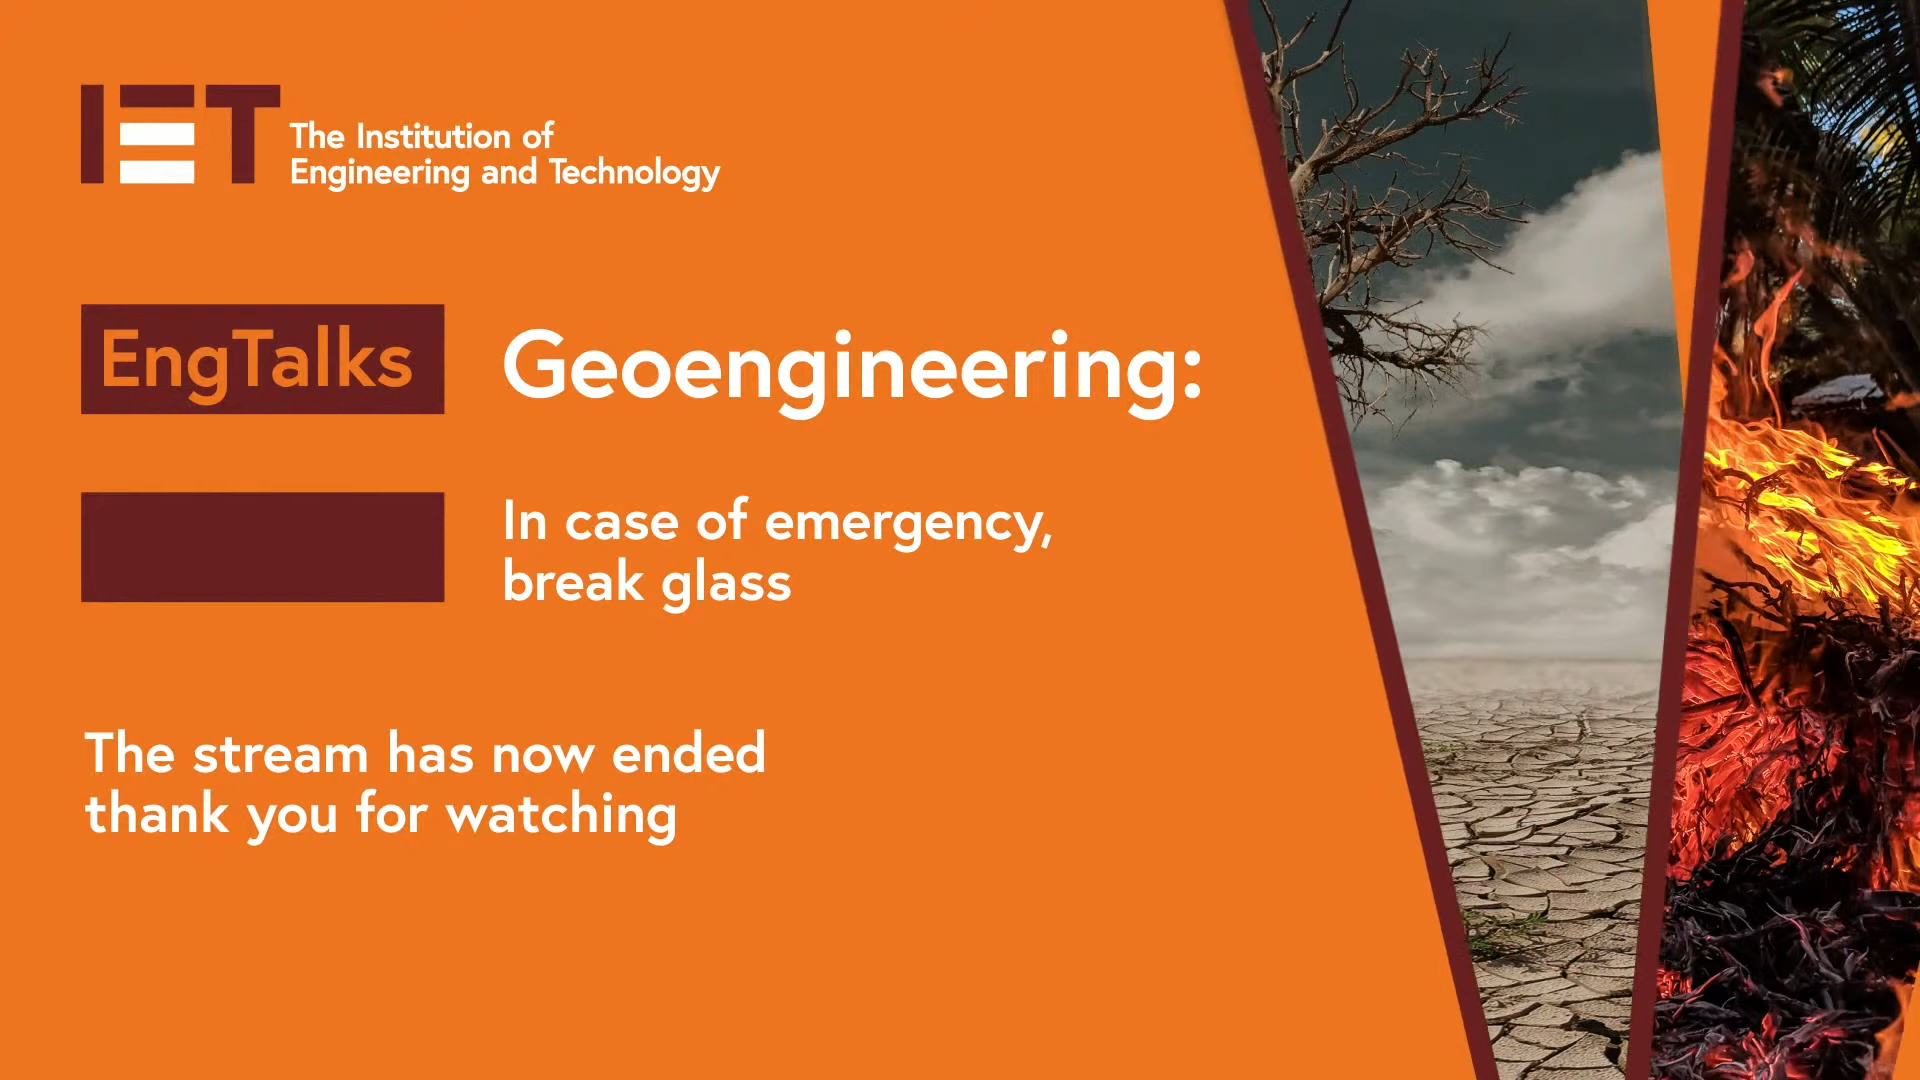 IET
The Institution of
Engineering and Technology
EngTalks
Geoengineering:
In case of emergency,
break glass
The stream has now ended
thank you for watching